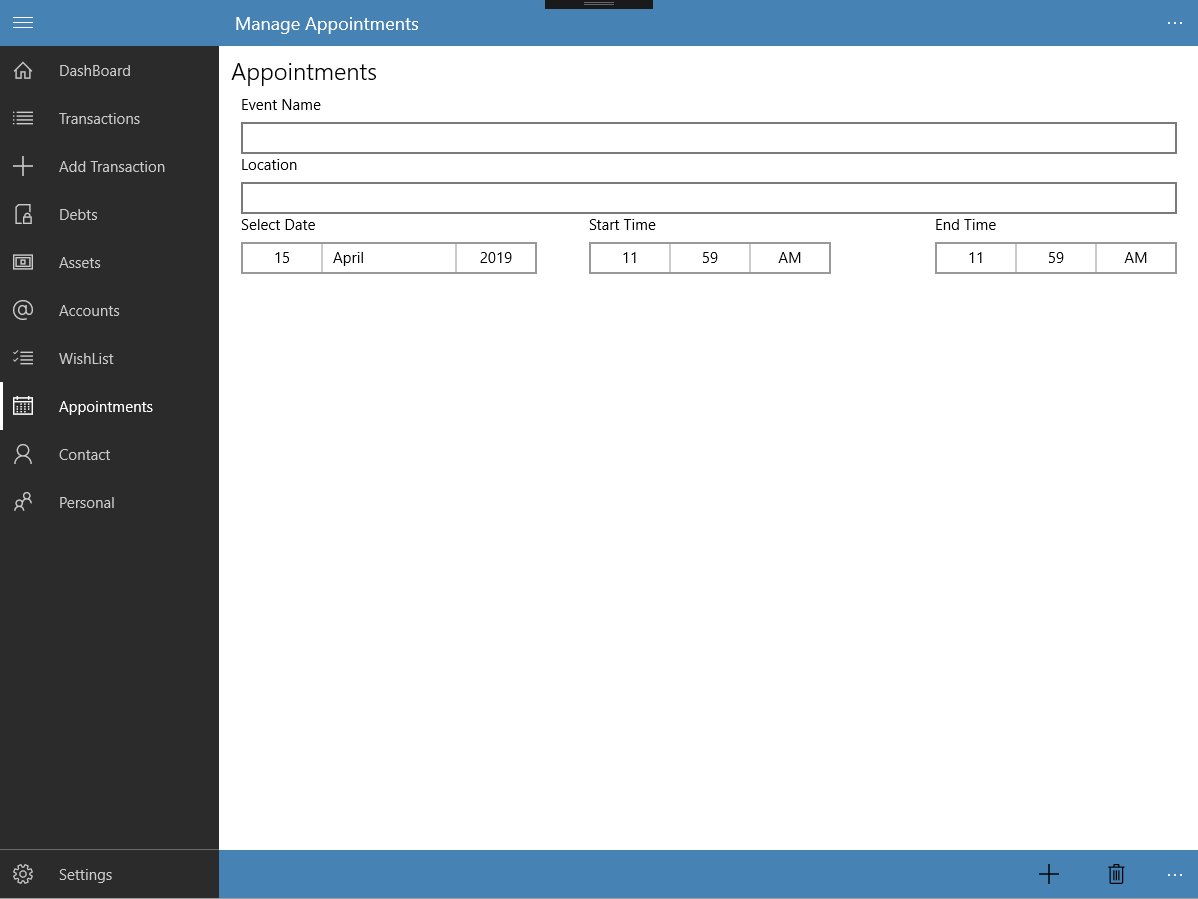 Manage Appointments
DashBoard
Transactions
Add Transaction
Debts
Assets
Accounts
WishList
Appointments
Contact
Personal
Settings
Appointments
Event Name
Location
Select Date Start Time End Time
15 April 2019 11 59 AM 11 59 AM